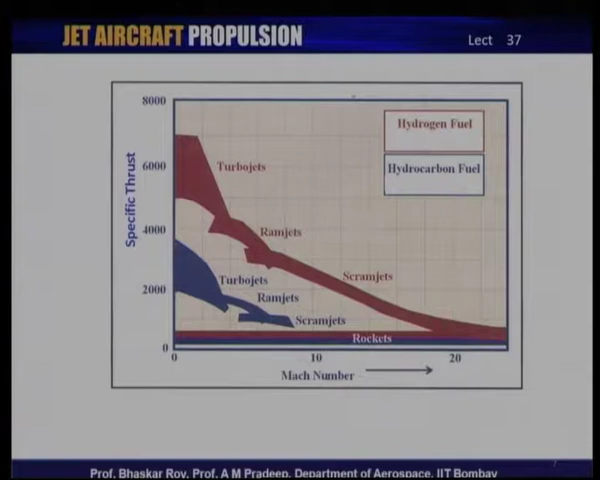 JET AIRCRAFT PROPULSION
Lect 37
8000
Hydrogen Fuel
Hydrocarbon Fuel
6000
Turbojets
Specific Thrust
4000
Ramjets
Scramjets
Turbojets
2000
Ramjets
Scramjets
Rockets
0
0 10 20
Mach Number
Prof. Bhaskar Roy, Prof. A M Pradeep, Department of Aerospace, IIT Bombay